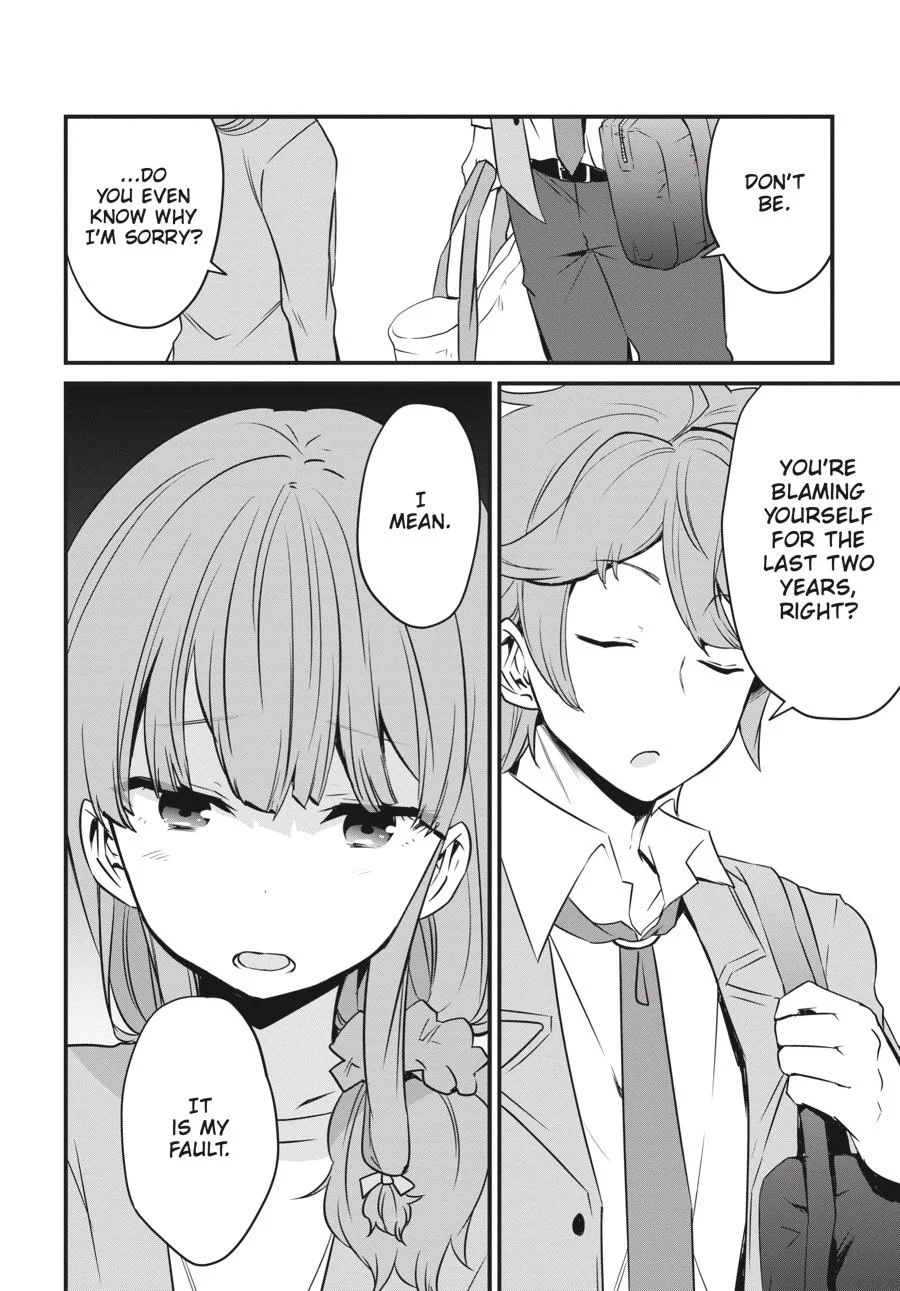 DON'T
BE.
...DO
YOU EVEN
KNOW WHY
I'M SORRY?
YOU'RE
BLAMING
YOURSELF
FOR THE
LAST TWO
YEARS,
RIGHT?
I
MEAN.
IT
IS MY
FAULT.